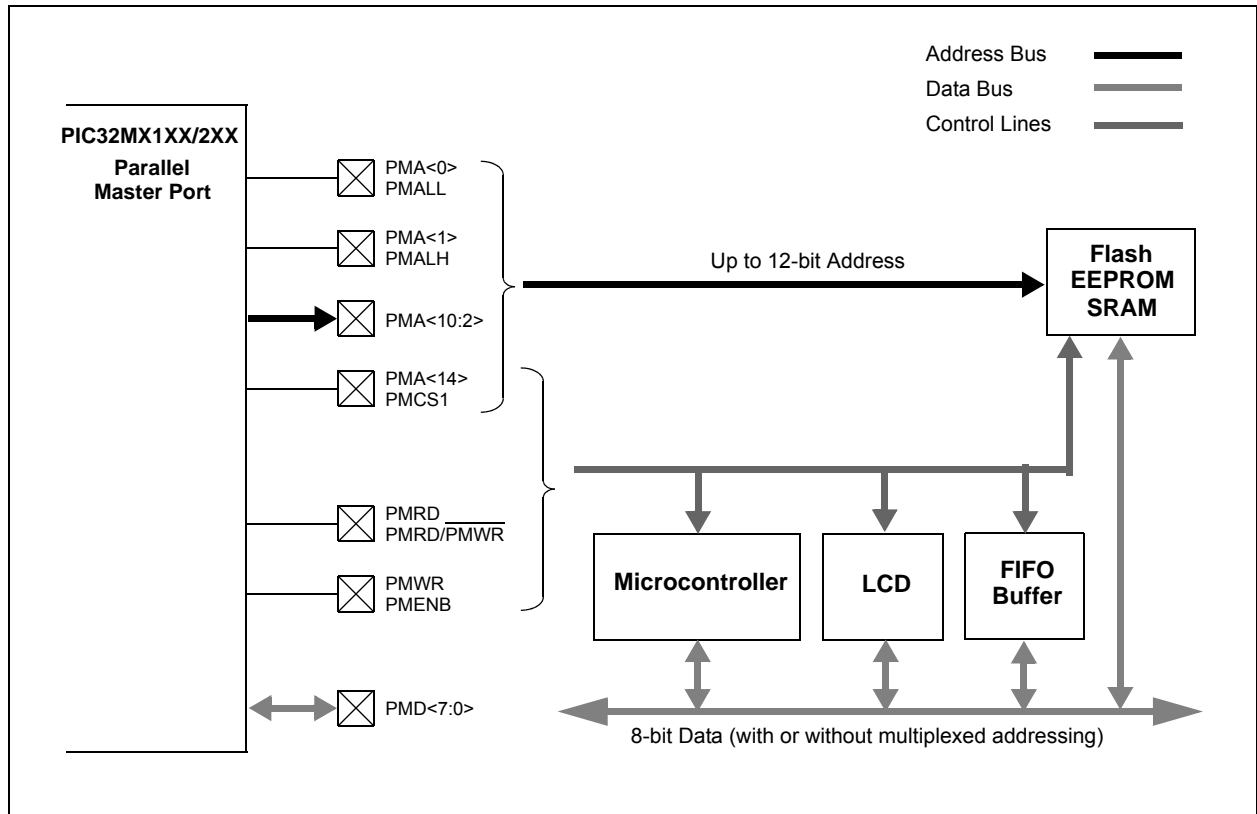 Address Bus
Data Bus
Control Lines
PIC32MX1XX/2XX
Parallel
Master Port
PMA<0>
PMALL
PMA<1>
PMALH
PMA<10:2>
PMA<14>
PMCS1
PMRD
PMRD/PMWR
PMWR
PMENB
PMD<7:0>
Up to 12-bit Address
Flash
EEPROM
SRAM
Microcontroller
LCD
FIFO
Buffer
8-bit Data (with or without multiplexed addressing)